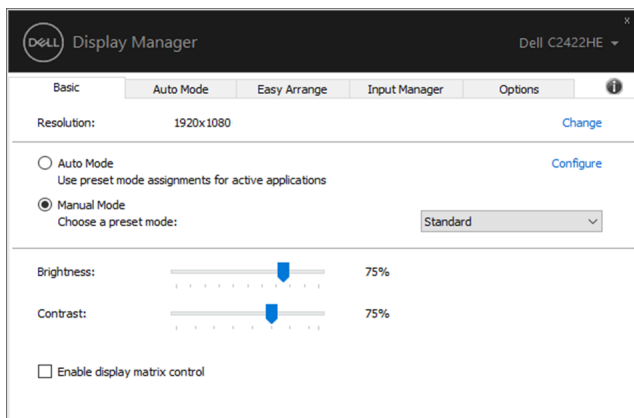 x
DELL Display Manager Dell C2422HE
Basic Auto Mode Easy Arrange Input Manager Options i
Resolution: 1920x1080 Change
Auto Mode Configure
Use preset mode assignments for active applications
Manual Mode
Choose a preset mode: Standard
Brightness: 75%
Contrast: 75%
Enable display matrix control